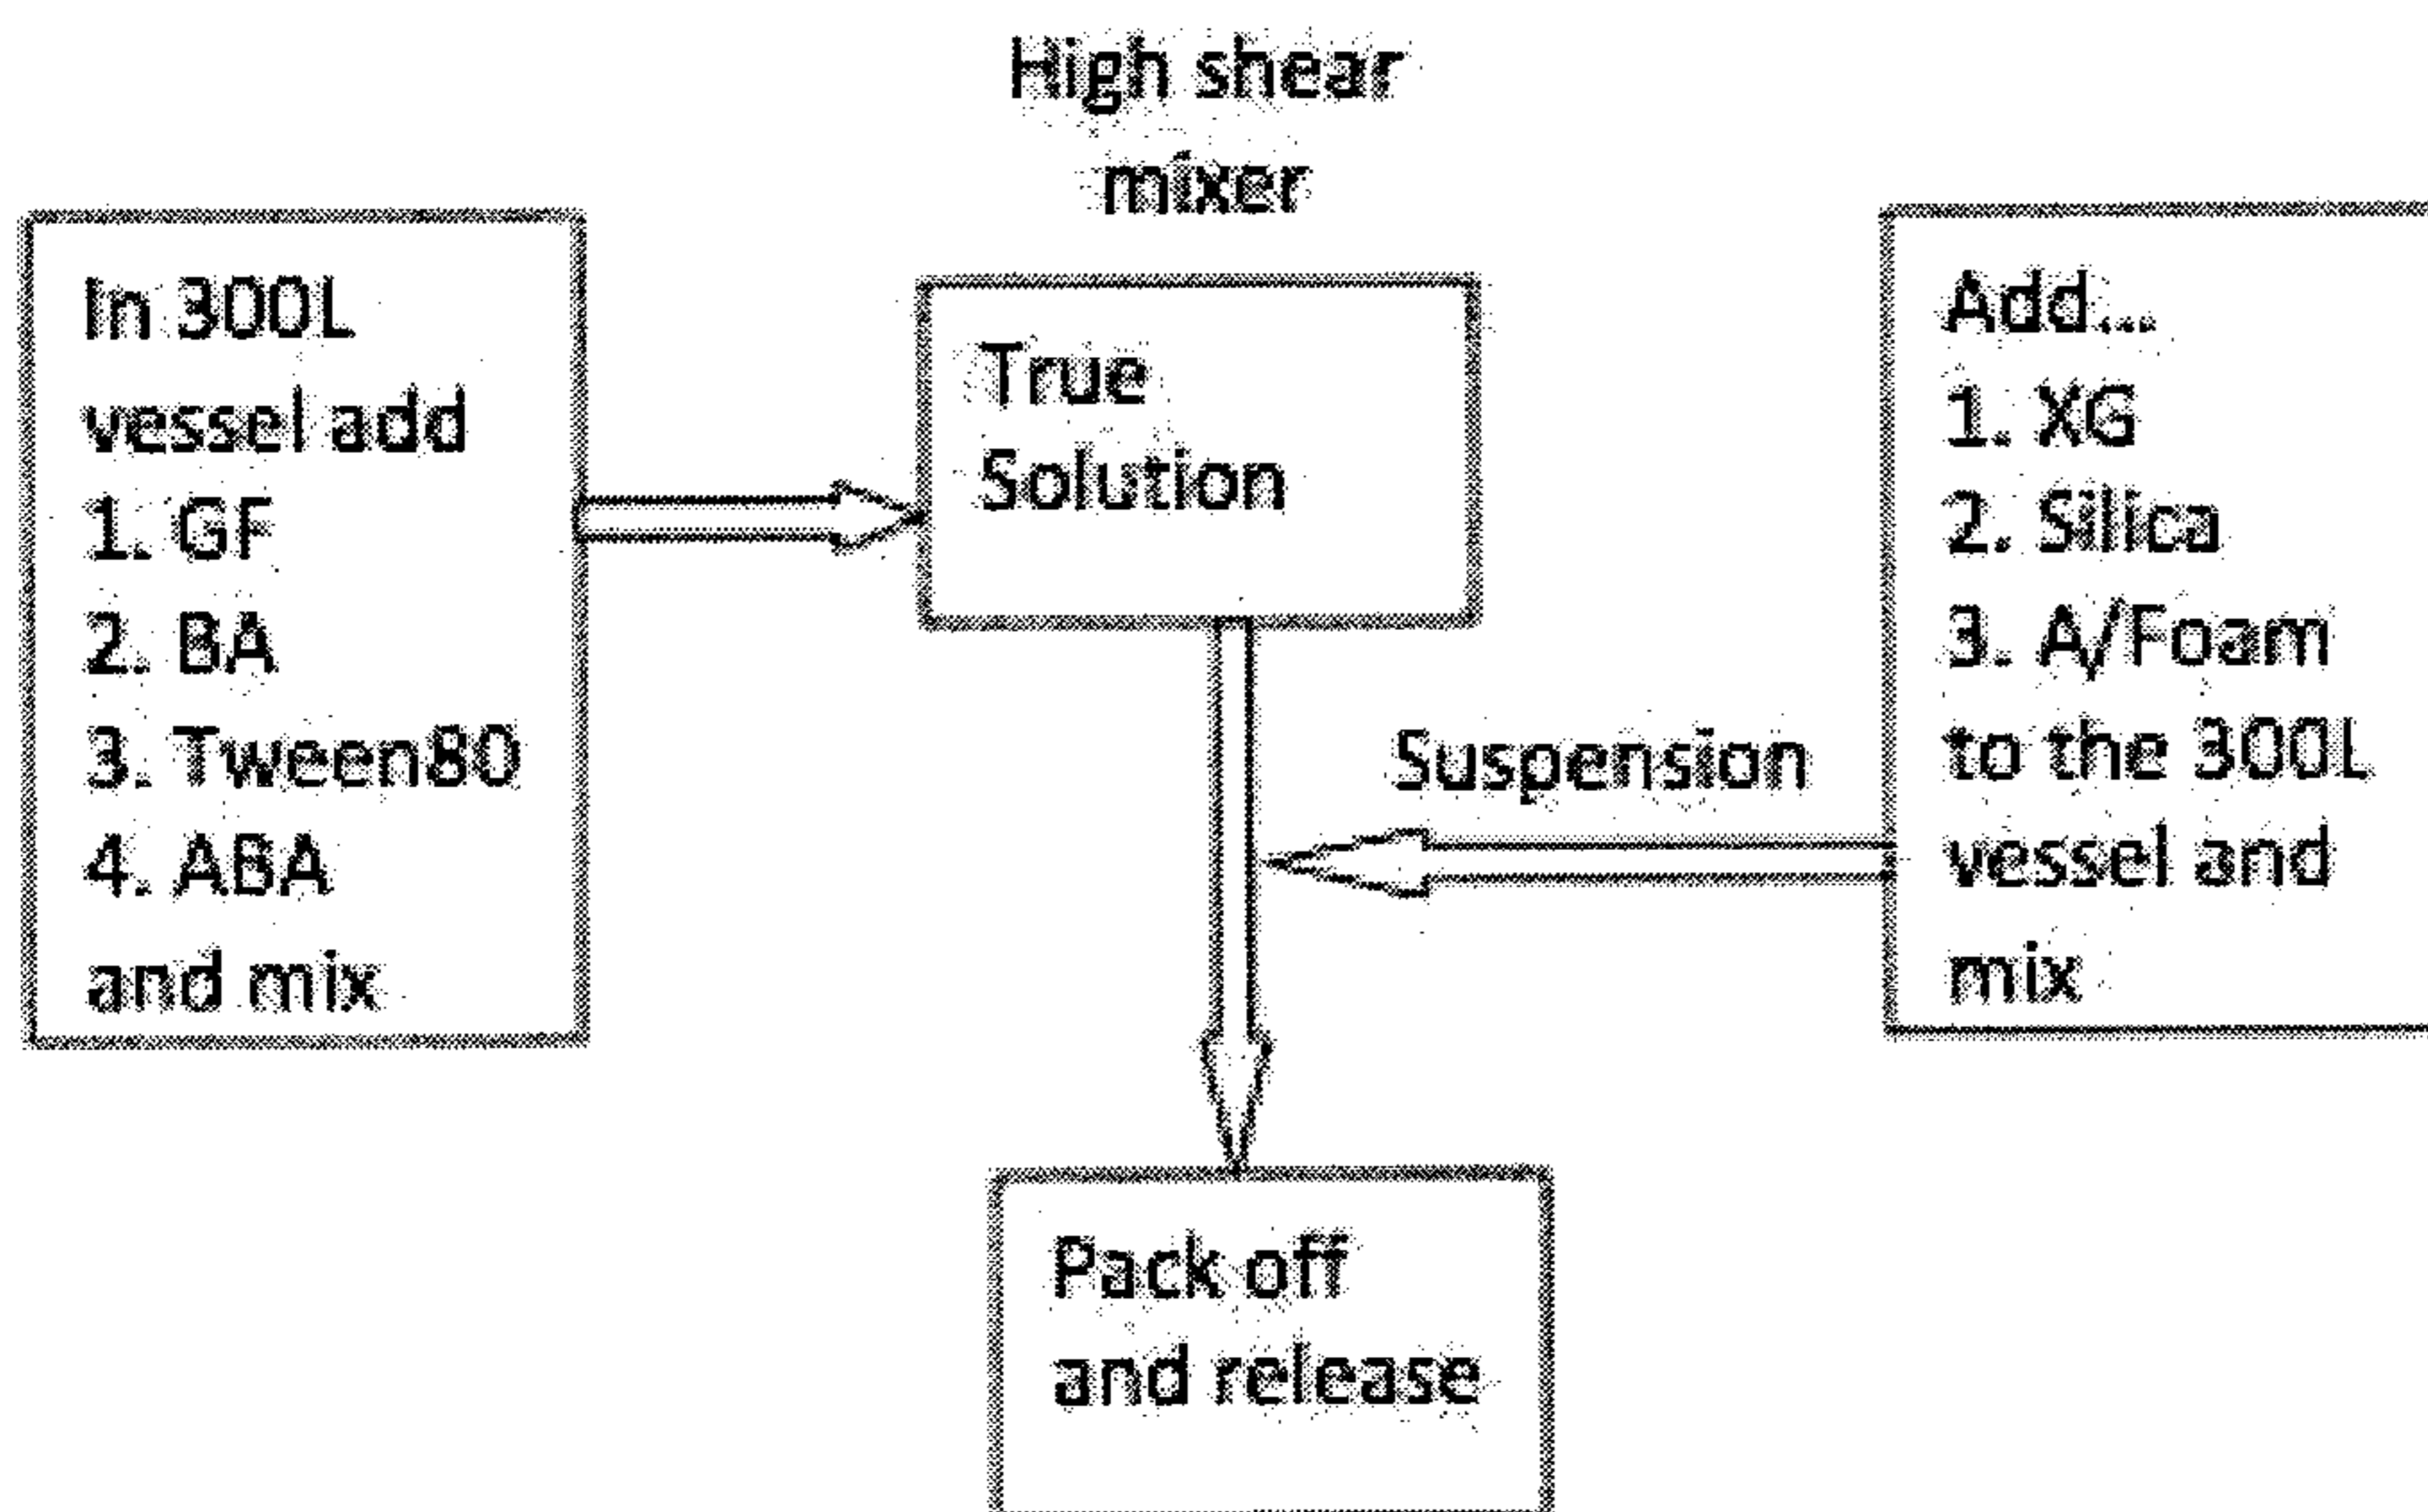 High shear
mixer
In 300L
vessel add
1. GF
2. BA
3. Tween80
4. ABA
and mix
True
Solution
Add...
1. XG
2. Silica
3. A/Foam
to the 300L
vessel and
mix
Suspension
Pack off
and release